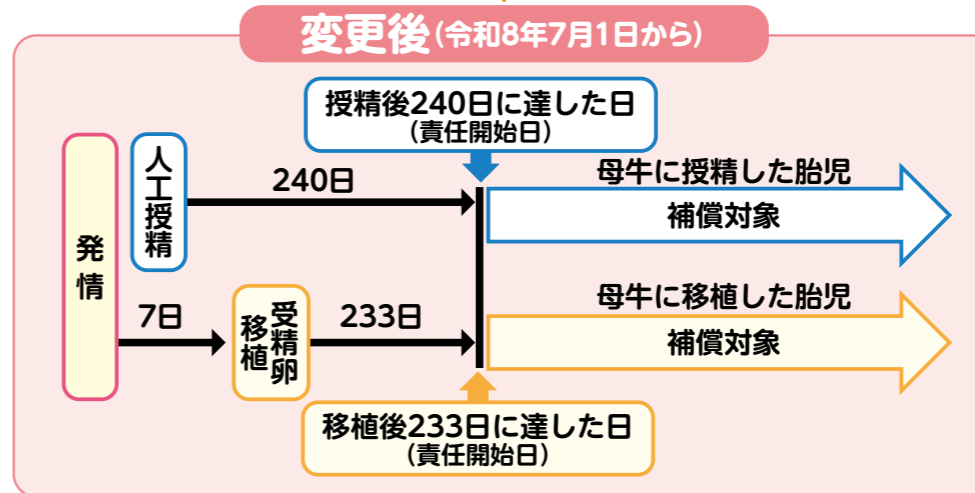 変更後(令和8年7月1日から)
授精後240日に達した日
(責任開始日)
発情
人工授精
240日
母牛に授精した胎児
補償対象
7日
受精卵
移植
233日
母牛に移植した胎児
補償対象
移植後233日に達した日
(責任開始日)